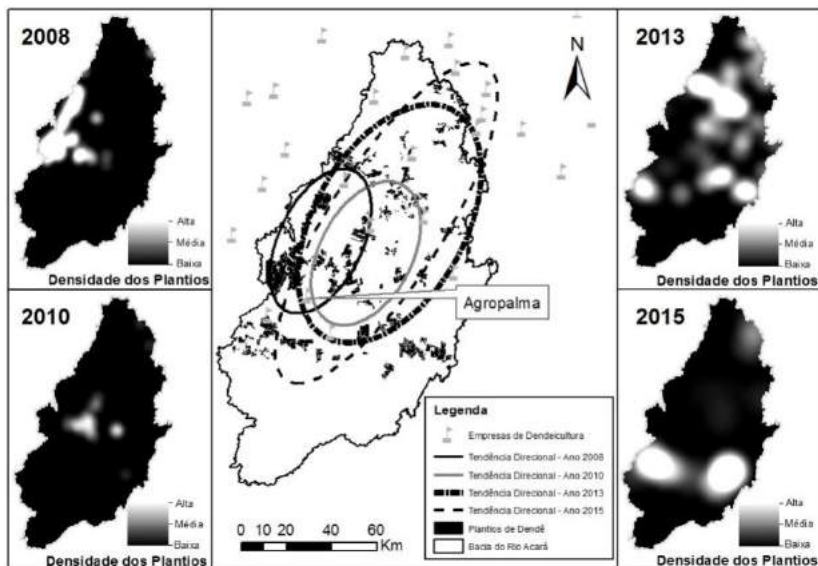 2008
Alta
Média
Baixa
Densidade dos Plantios
2010
Alta
Média
Baixa
Densidade dos Plantios
N
Agropalma
0 10 20 40 60
Km
Legenda
Empresas de Dendeicultura
Tendência Direcional - Ano 2008
Tendência Direcional - Ano 2010
Tendência Direcional - Ano 2013
Tendência Direcional - Ano 2015
Plantios de Dendê
Bacia do Rio Acará
2013
Alta
Média
Baixa
Densidade dos Plantios
2015
Alta
Média
Baixa
Densidade dos Plantios